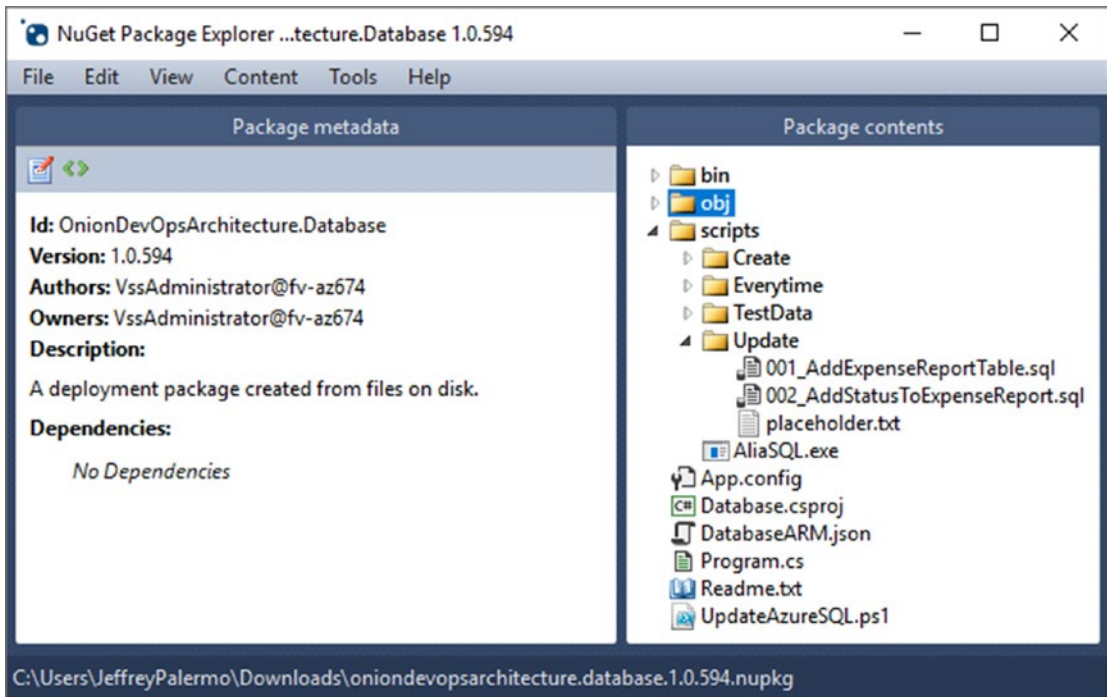 NuGet Package Explorer ...tecture.Database 1.0.594
File Edit View Content Tools Help
Package metadata
Id: OnionDevOpsArchitecture.Database
Version: 1.0.594
Authors: VssAdministrator@fv-az674
Owners: VssAdministrator@fv-az674
Description:
A deployment package created from files on disk.
Dependencies:
No Dependencies
Package contents
bin
obj
scripts
Create
Everytime
TestData
Update
001_AddExpenseReportTable.sql
002_AddStatusToExpenseReport.sql
placeholder.txt
AliaSQL.exe
App.config
C# Database.csproj
DatabaseARM.json
Program.cs
Readme.txt
UpdateAzureSQL.ps1
C:\Users\JeffreyPalermo\Downloads\oniondevopsarchitecture.database.1.0.594.nupkg